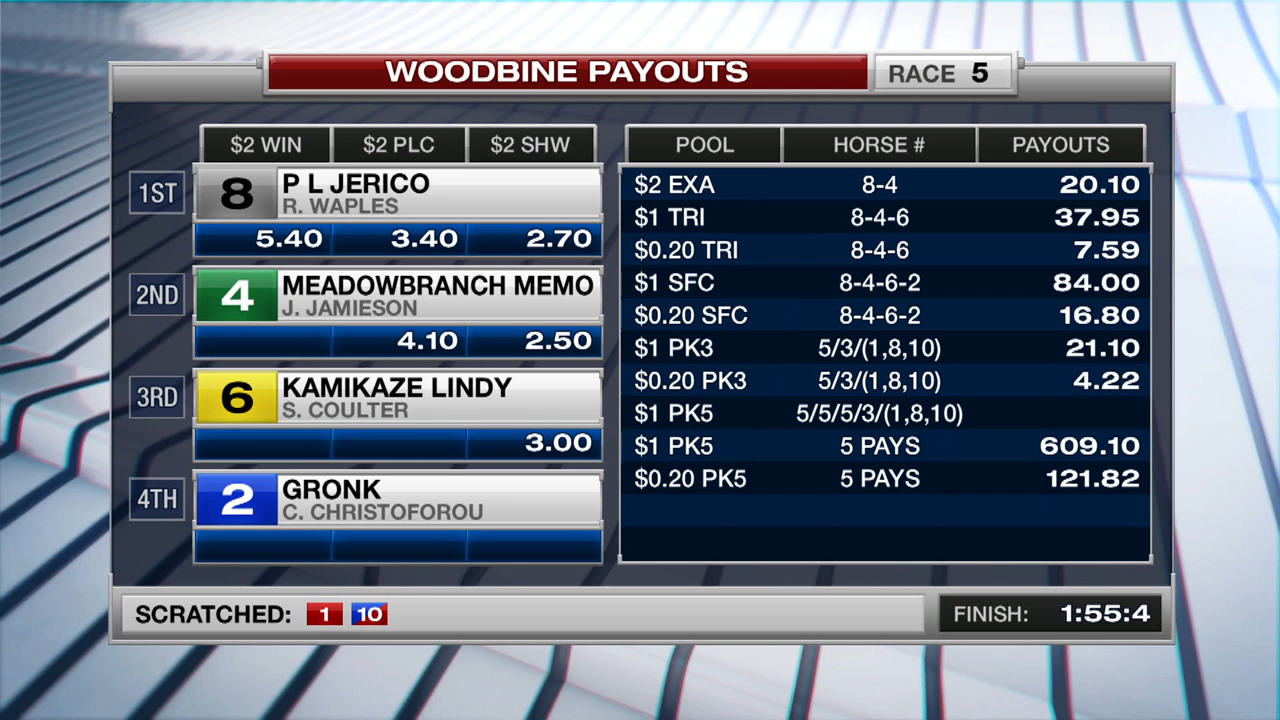 WOODBINE PAYOUTS
RACE 5
$2 WIN $2 PLC $2 SHW
1ST 8 P L JERICO
R. WAPLES
5.40 3.40 2.70
2ND 4 MEADOWBRANCH MEMO
J. JAMIESON
4.10 2.50
3RD 6 KAMIKAZE LINDY
S. COULTER
3.00
4TH 2 GRONK
C. CHRISTOFOROU
POOL HORSE # PAYOUTS
$2 EXA 8-4 20.10
$1 TRI 8-4-6 37.95
$0.20 TRI 8-4-6 7.59
$1 SFC 8-4-6-2 84.00
$0.20 SFC 8-4-6-2 16.80
$1 PK3 5/3/(1,8,10) 21.10
$0.20 PK3 5/3/(1,8,10) 4.22
$1 PK5 5/5/5/3/(1,8,10)
$1 PK5 5 PAYS 609.10
$0.20 PK5 5 PAYS 121.82
SCRATCHED: 1 10
FINISH: 1:55:4